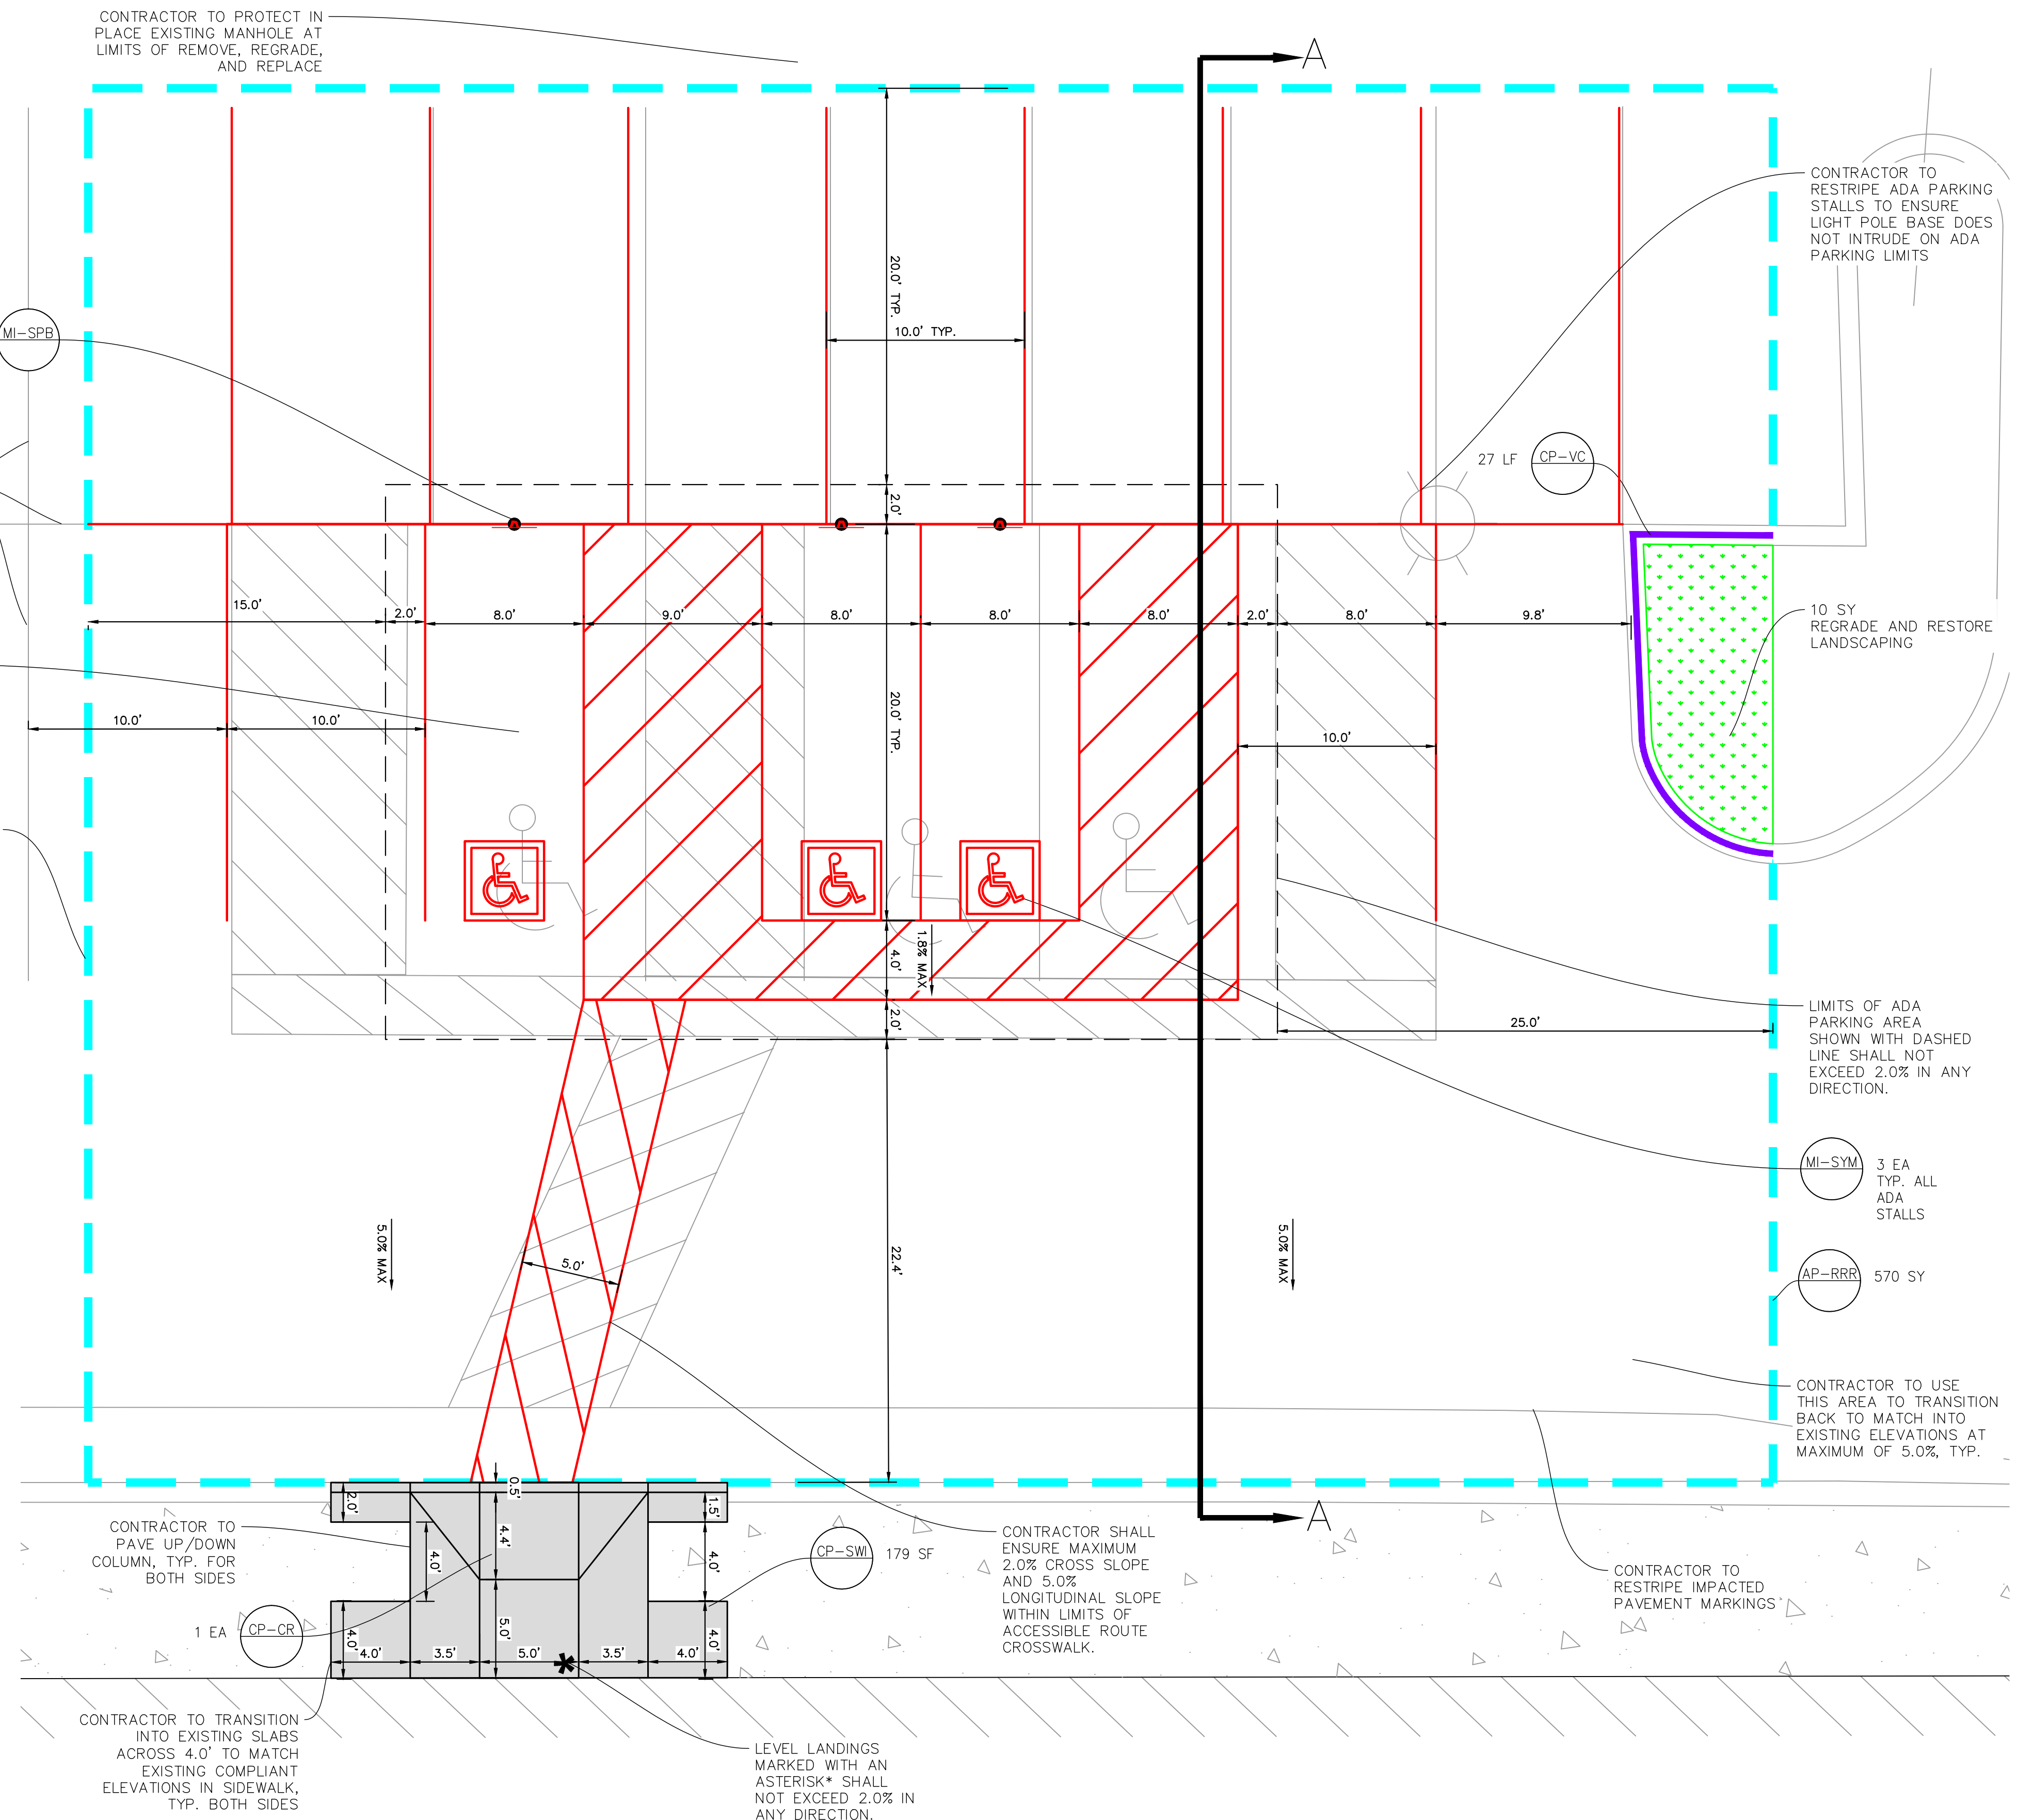 CONTRACTOR TO PROTECT IN
PLACE EXISTING MANHOLE AT
LIMITS OF REMOVE, REGRADE,
AND REPLACE
A
CONTRACTOR TO
RESTRIPE ADA PARKING
STALLS TO ENSURE
LIGHT POLE BASE DOES
NOT INTRUDE ON ADA
PARKING LIMITS
20.0' TYP.
10.0' TYP.
MI-SPB
27 LF
CP-VC
2.0'
15.0'
2.0'
8.0'
9.0'
8.0'
8.0'
8.0'
2.0'
8.0'
9.8'
10 SY
REGRADE AND RESTORE
LANDSCAPING
10.0'
10.0'
20.0' TYP.
10.0'
4.0'
1.8% MAX
2.0'
25.0'
LIMITS OF ADA
PARKING AREA
SHOWN WITH DASHED
LINE SHALL NOT
EXCEED 2.0% IN ANY
DIRECTION.
MI-SYM
3 EA
TYP. ALL
ADA
STALLS
5.0% MAX
5.0'
22.4'
5.0% MAX
AP-RRR
570 SY
CONTRACTOR TO USE
THIS AREA TO TRANSITION
BACK TO MATCH INTO
EXISTING ELEVATIONS AT
MAXIMUM OF 5.0%, TYP.
2.0'
0.5'
1.5'
4.4'
4.0'
4.0'
5.0'
4.0'
4.0'
4.0'
3.5'
5.0'
3.5'
4.0'
*
A
CONTRACTOR TO
PAVE UP/DOWN
COLUMN, TYP. FOR
BOTH SIDES
1 EA
CP-CR
CP-SWI
179 SF
CONTRACTOR SHALL
ENSURE MAXIMUM
2.0% CROSS SLOPE
AND 5.0%
LONGITUDINAL SLOPE
WITHIN LIMITS OF
ACCESSIBLE ROUTE
CROSSWALK.
CONTRACTOR TO
RESTRIPE IMPACTED
PAVEMENT MARKINGS
CONTRACTOR TO TRANSITION
INTO EXISTING SLABS
ACROSS 4.0' TO MATCH
EXISTING COMPLIANT
ELEVATIONS IN SIDEWALK,
TYP. BOTH SIDES
LEVEL LANDINGS
MARKED WITH AN
ASTERISK* SHALL
NOT EXCEED 2.0% IN
ANY DIRECTION.